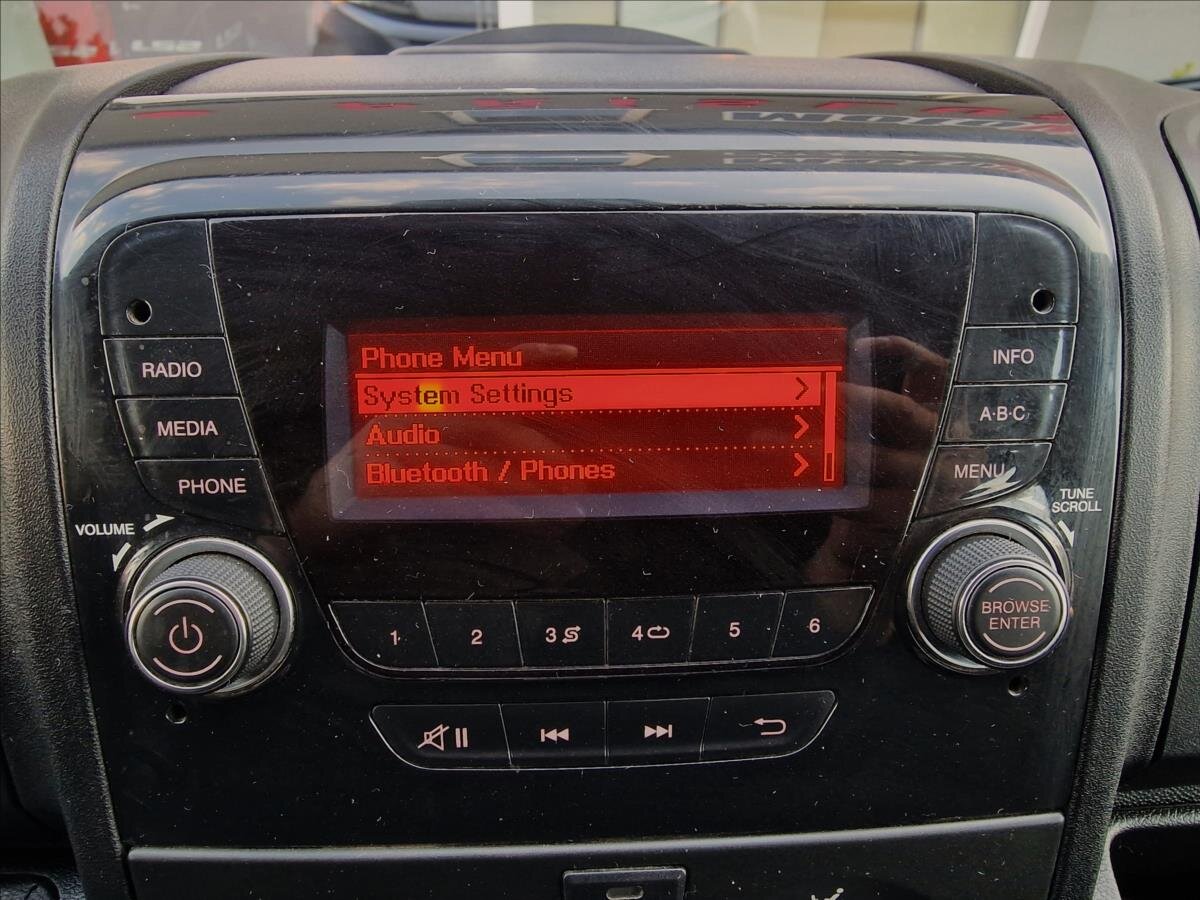 LS2
RADIO
MEDIA
PHONE
VOLUME
Phone Menu
System Settings
Audio
Bluetooth / Phones
INFO
A·B·C
MENU
TUNE
SCROLL
BROWSE
ENTER
1
2
3
4
5
6